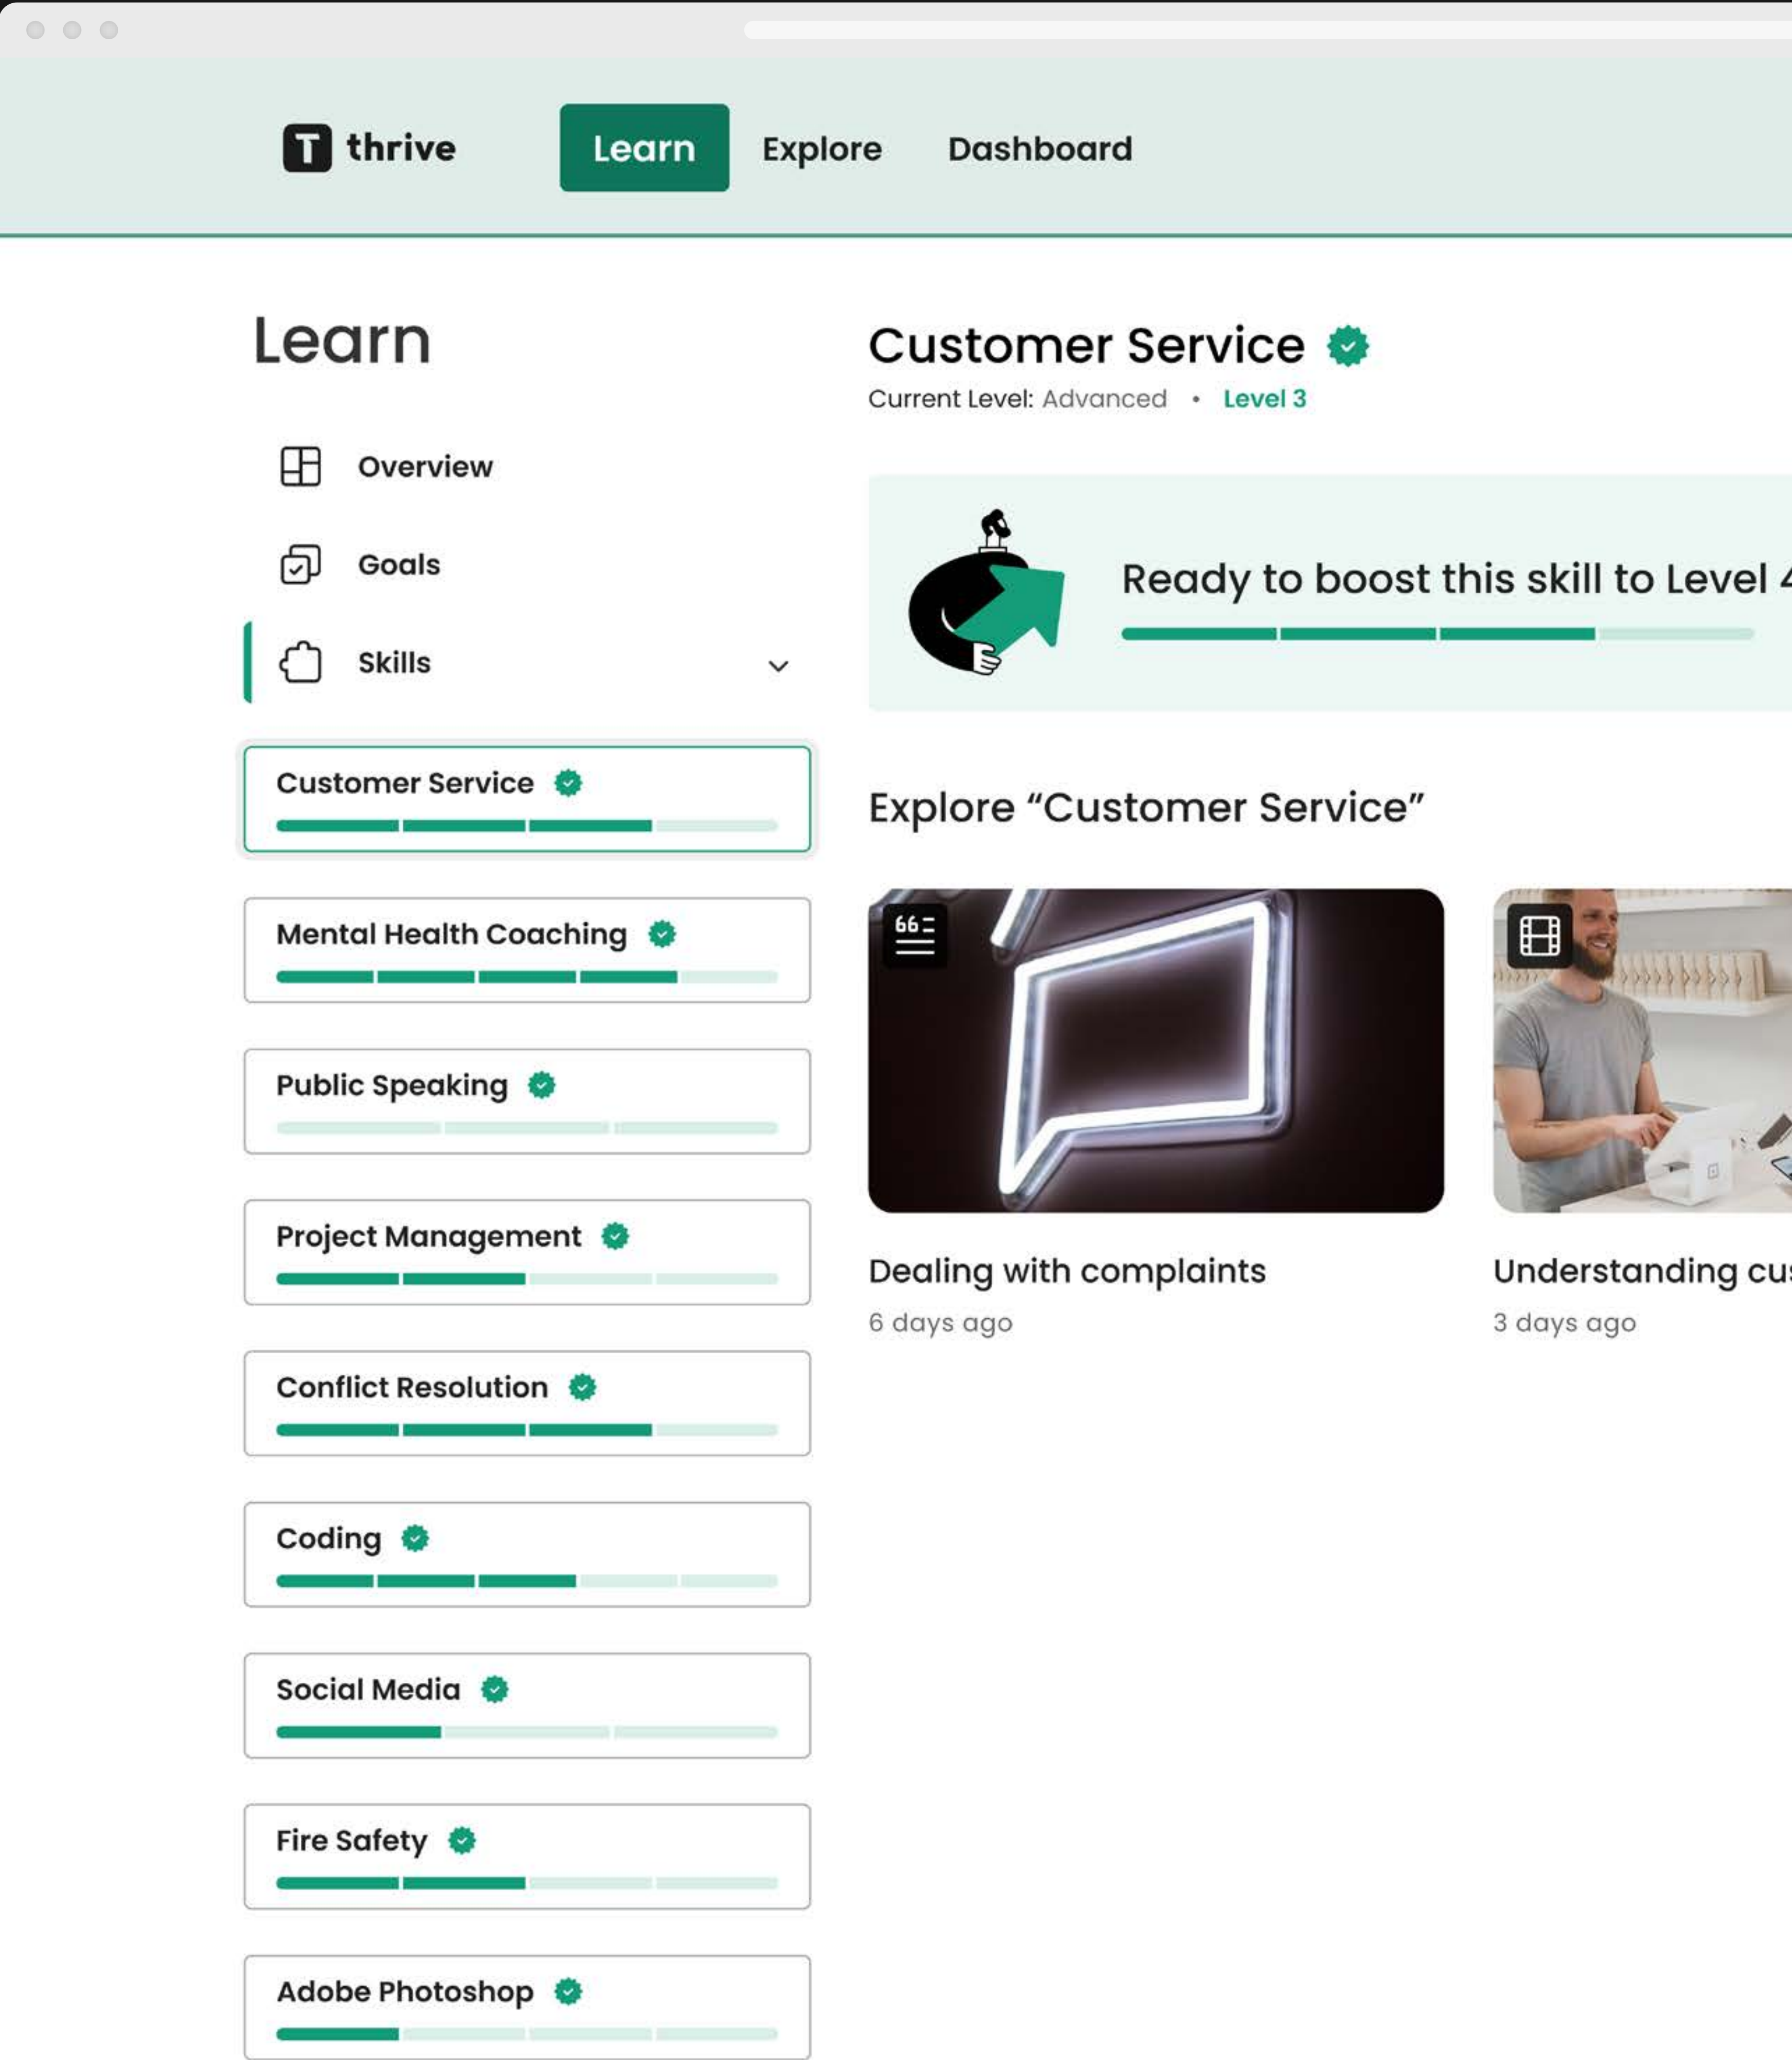 thrive
Learn
Explore
Dashboard
Learn
Overview
Goals
Skills
Customer Service
Mental Health Coaching
Public Speaking
Project Management
Conflict Resolution
Coding
Social Media
Fire Safety
Adobe Photoshop
Customer Service
Current Level: Advanced • Level 3
Ready to boost this skill to Level 4
Explore “Customer Service”
Dealing with complaints
6 days ago
Understanding
3 days ago